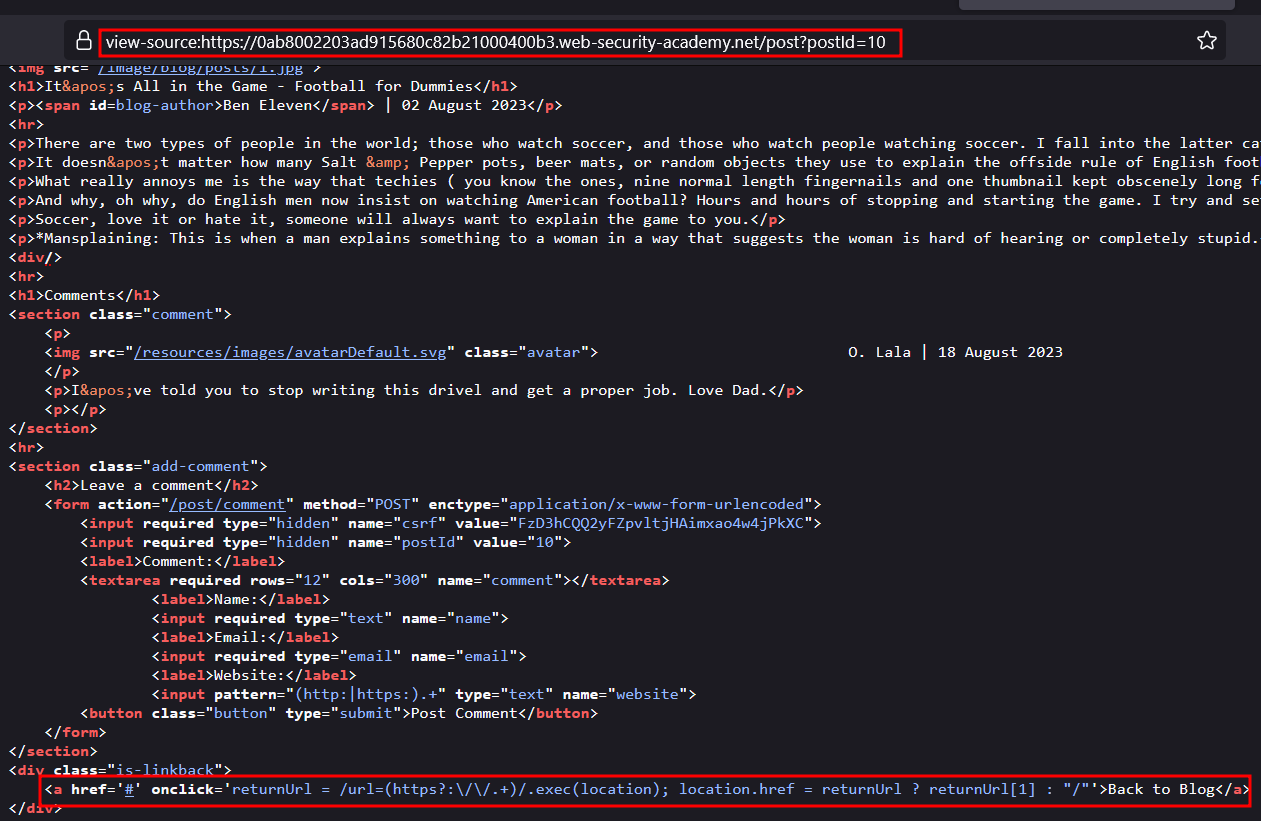 view-source:https://0ab8002203ad915680c82b21000400b3.web-security-academy.net/post?postId=10
<img src="/image/blog/posts/1.jpg">
<h1>It&apos;s All in the Game - Football for Dummies</h1>
<p><span id=blog-author>Ben Eleven</span> | 02 August 2023</p>
<hr>
<p>There are two types of people in the world; those who watch soccer, and those who watch people watching soccer. I fall into the latter
<p>It doesn&apos;t matter how many Salt &amp; Pepper pots, beer mats, or random objects they use to explain the offside rule of English
<p>What really annoys me is the way that techies ( you know the ones, nine normal length fingernails and one thumbnail kept obscenely long
<p>And why, oh why, do English men now insist on watching American football? Hours and hours of stopping and starting the game. I try and
<p>Soccer, love it or hate it, someone will always want to explain the game to you.</p>
<p>*Mansplaining: This is when a man explains something to a woman in a way that suggests the woman is hard of hearing or completely stupid.
<div/>
<hr>
<h1>Comments</h1>
<section class="comment">
<p>
<img src="/resources/images/avatarDefault.svg" class="avatar"> O. Lala | 18 August 2023
</p>
<p>I&apos;ve told you to stop writing this drivel and get a proper job. Love Dad.</p>
<p></p>
</section>
<hr>
<section class="add-comment">
<h2>Leave a comment</h2>
<form action="/post/comment" method="POST" enctype="application/x-www-form-urlencoded">
<input required type="hidden" name="csrf" value="FzD3hCQQ2yFZpvltjHAimxao4w4jPkXC">
<input required type="hidden" name="postId" value="10">
<label>Comment:</label>
<textarea required rows="12" cols="300" name="comment"></textarea>
<label>Name:</label>
<input required type="text" name="name">
<label>Email:</label>
<input required type="email" name="email">
<label>Website:</label>
<input pattern="(http:|https:).+" type="text" name="website">
<button class="button" type="submit">Post Comment</button>
</form>
</section>
<div class="is-linkback">
<a href='#' onclick='returnUrl = /url=(https?:\/\/.+)/.exec(location); location.href = returnUrl ? returnUrl[1] : "/"'>Back to Blog</a>
</div>